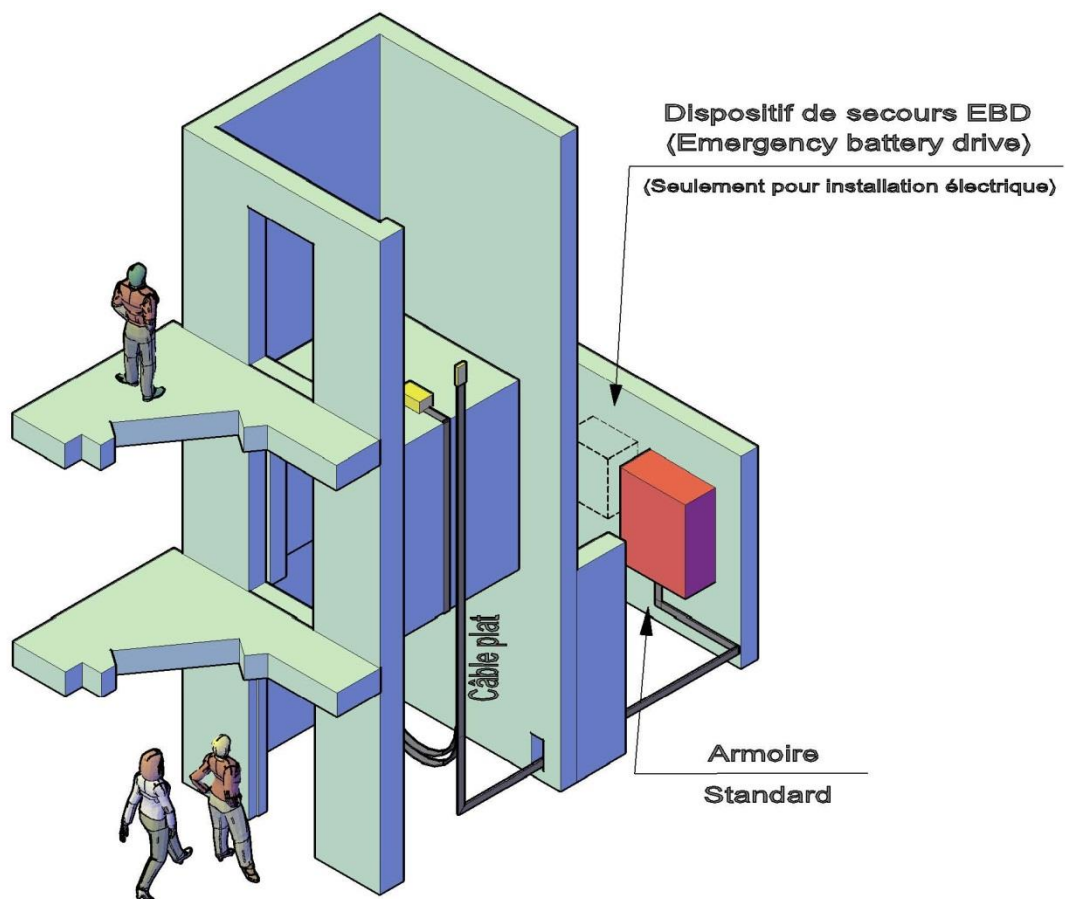 Dispositif de secours EBD
(Emergency battery drive)
(Seulement pour installation électrique)
Câble plat
Armoire
Standard